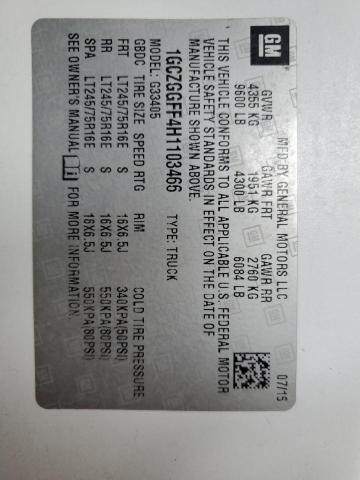 GM
MFD BY GENERAL MOTORS LLC 07/15
GVWR GAWR FRT GAWR RR
4355 KG 1951 KG 2760 KG
9600 LB 4300 LB 6084 LB
THIS VEHICLE CONFORMS TO ALL APPLICABLE U.S. FEDERAL MOTOR
VEHICLE SAFETY STANDARDS IN EFFECT ON THE DATE OF
MANUFACTURE SHOWN ABOVE.
1GCZGGFF4H1103466 TYPE: TRUCK
MODEL: G33405
GBDC TIRE SIZE SPEED RTG RIM COLD TIRE PRESSURE
FRT LT245/75R16E S 16X6.5J 340KPA(50PSI)
RR LT245/75R16E S 16X6.5J 550KPA(80PSI)
SPA LT245/75R16E S 16X6.5J 550KPA(80PSI)
SEE OWNER'S MANUAL FOR MORE INFORMATION.